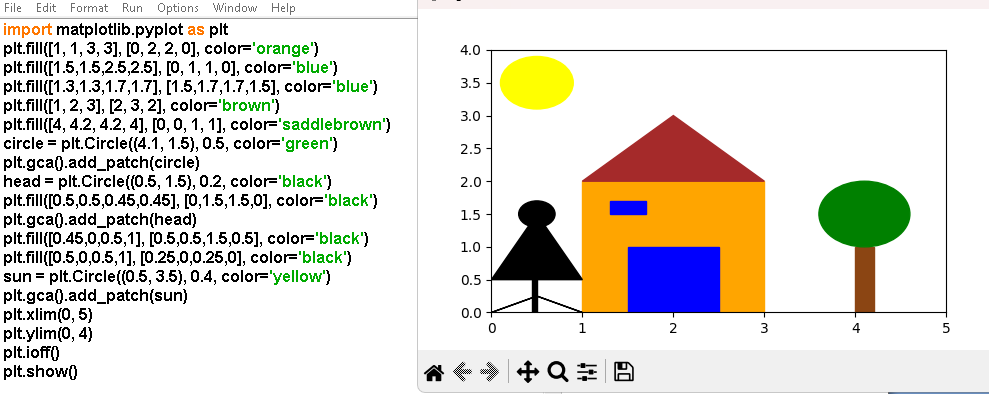 File Edit Format Run Options Window Help
import matplotlib.pyplot as plt
plt.fill([1, 1, 3, 3], [0, 2, 2, 0], color='orange')
plt.fill([1.5,1.5,2.5,2.5], [0, 1, 1, 0], color='blue')
plt.fill([1.3,1.3,1.7,1.7], [1.5,1.7,1.7,1.5], color='blue')
plt.fill([1, 2, 3], [2, 3, 2], color='brown')
plt.fill([4, 4.2, 4.2, 4], [0, 0, 1, 1], color='saddlebrown')
circle = plt.Circle((4.1, 1.5), 0.5, color='green')
plt.gca().add_patch(circle)
head = plt.Circle((0.5, 1.5), 0.2, color='black')
plt.fill([0.5,0.5,0.45,0.45], [0,1.5,1.5,0], color='black')
plt.gca().add_patch(head)
plt.fill([0.45,0,0.5,1], [0.5,0.5,1.5,0.5], color='black')
plt.fill([0.5,0,0.5,1], [0.25,0,0.25,0], color='black')
sun = plt.Circle((0.5, 3.5), 0.4, color='yellow')
plt.gca().add_patch(sun)
plt.xlim(0, 5)
plt.ylim(0, 4)
plt.ioff()
plt.show()
4.0
3.5
3.0
2.5
2.0
1.5
1.0
0.5
0.0
0 1 2 3 4 5